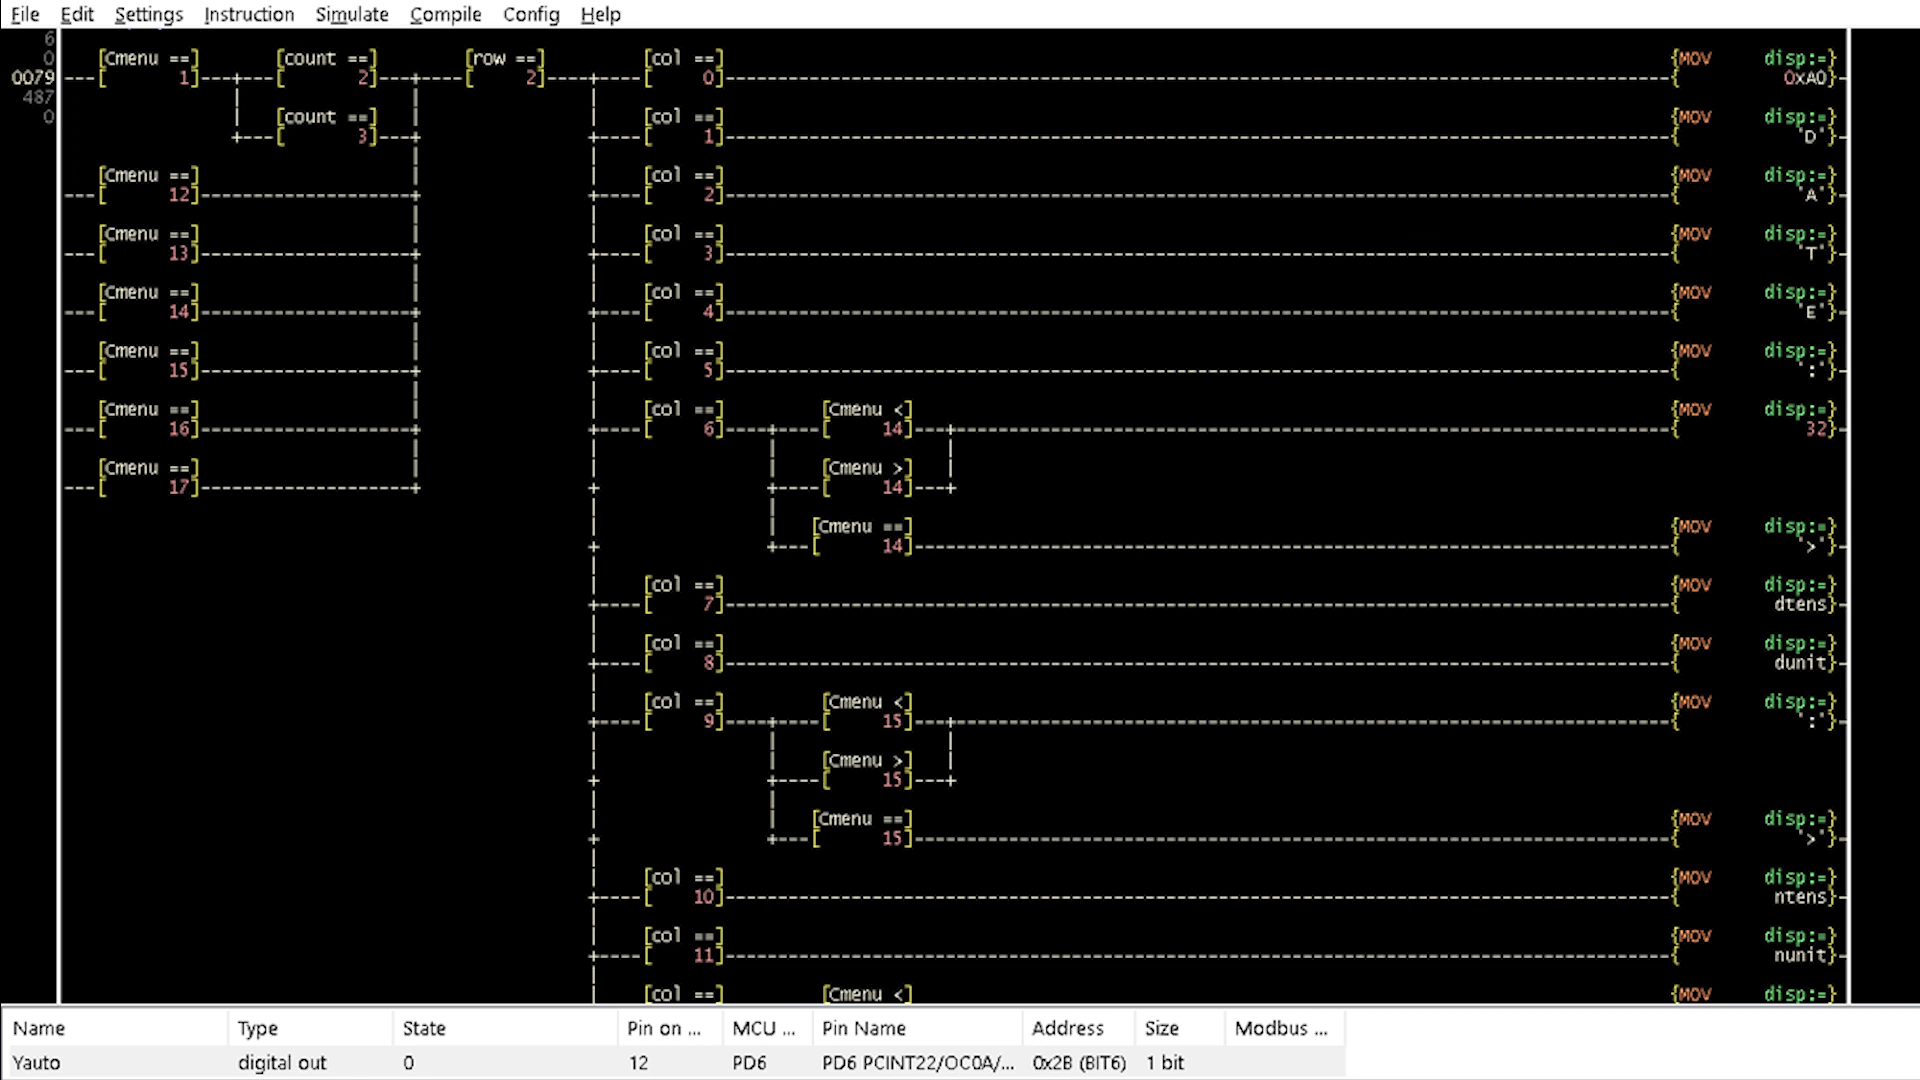 File Edit Settings Instruction Simulate Compile Config Help
6
0 [Cmenu ==] [count ==] [row ==] [col ==] {MOV disp:=}
0079 [ 1] [ 2] [ 2] [ 0] { 0xA0}
487
0 [count ==] [col ==] {MOV disp:=}
[ 3] [ 1] { 'D'}
[Cmenu ==] [col ==] {MOV disp:=}
[ 12] [ 2] { 'A'}
[Cmenu ==] [col ==] {MOV disp:=}
[ 13] [ 3] { 'T'}
[Cmenu ==] [col ==] {MOV disp:=}
[ 14] [ 4] { 'E'}
[Cmenu ==] [col ==] {MOV disp:=}
[ 15] [ 5] { ':'}
[Cmenu ==] [col ==] [Cmenu <] {MOV disp:=}
[ 16] [ 6] [ 14] { 32}
[Cmenu ==] [Cmenu >]
[ 17] [ 14]
[Cmenu ==] {MOV disp:=}
[ 14] { '>'}
[col ==] {MOV disp:=}
[ 7] { dtens}
[col ==] {MOV disp:=}
[ 8] { dunit}
[col ==] [Cmenu <] {MOV disp:=}
[ 9] [ 15] { ':'}
[Cmenu >]
[ 15]
[Cmenu ==] {MOV disp:=}
[ 15] { '>'}
[col ==] {MOV disp:=}
[ 10] { ntens}
[col ==] {MOV disp:=}
[ 11] { nunit}
[col ==] [Cmenu <] {MOV disp:=}
Name Type State Pin on ... MCU ... Pin Name Address Size Modbus ...
Yauto digital out 0 12 PD6 PD6 PCINT22/OC0A/... 0x2B (BIT6) 1 bit